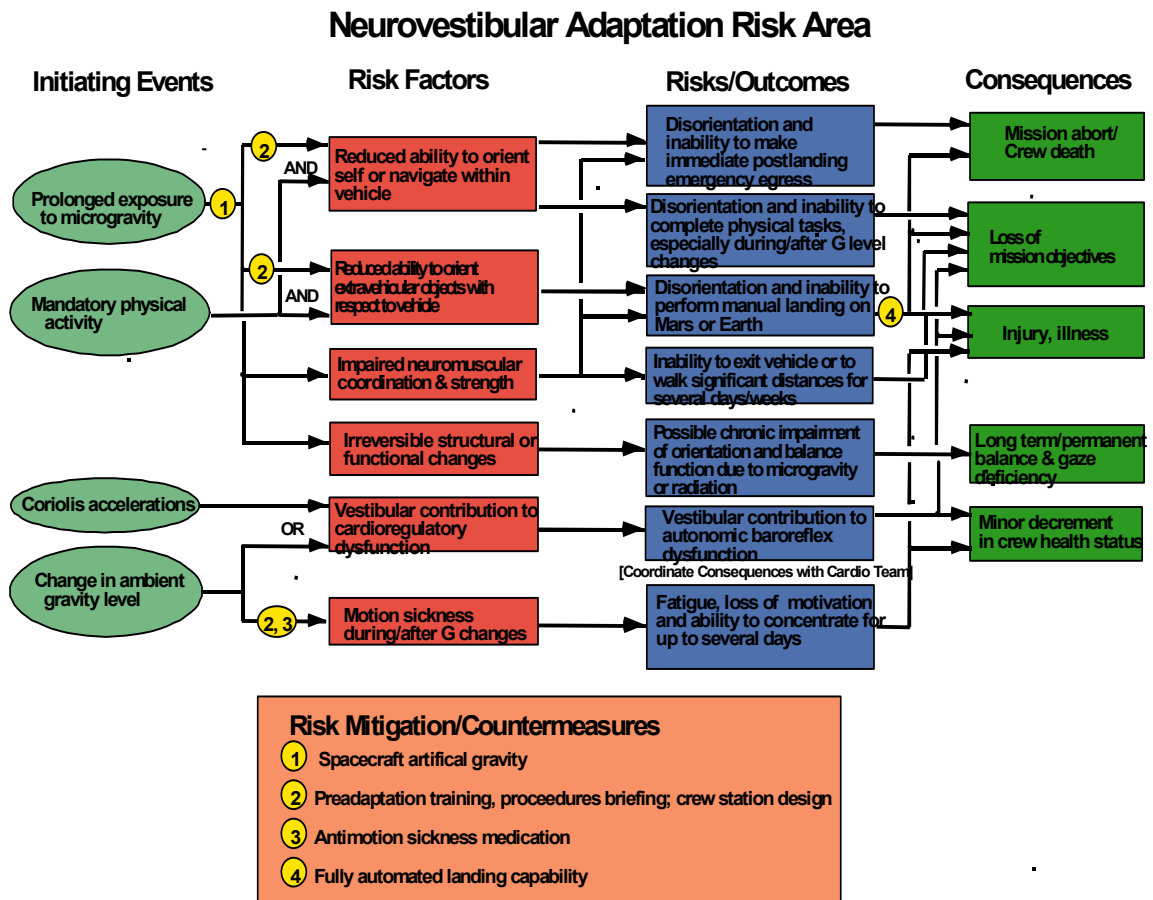 Neurovestibular Adaptation Risk Area
Initiating Events
Risk Factors
Risks/Outcomes
Consequences
Prolonged exposure
to microgravity
Mandatory physical
activity
Coriolis accelerations
Change in ambient
gravity level
1
2
AND
2
AND
OR
2, 3
Reduced ability to orient
self or navigate within
vehicle
Reduced ability to orient
extravehicular objects with
respect to vehicle
Impaired neuromuscular
coordination & strength
Irreversible structural or
functional changes
Vestibular contribution to
cardioregulatory
dysfunction
Motion sickness
during/after G changes
Disorientation and
inability to make
immediate postlanding
emergency egress
Disorientation and inability to
complete physical tasks,
especially during/after G level
changes
Disorientation and inability to
perform manual landing on
Mars or Earth
4
Inability to exit vehicle or to
walk significant distances for
several days/weeks
Possible chronic impairment
of orientation and balance
function due to microgravity
or radiation
Vestibular contribution to
autonomic baroreflex
dysfunction
[Coordinate Consequences with Cardio Team]
Fatigue, loss of motivation
and ability to concentrate for
up to several days
Mission abort/
Crew death
Loss of
mission objectives
Injury, illness
Long term/permanent
balance & gaze
deficiency
Minor decrement
in crew health status
Risk Mitigation/Countermeasures
1 Spacecraft artifical gravity
2 Preadaptation training, proceedures briefing; crew station design
3 Antimotion sickness medication
4 Fully automated landing capability